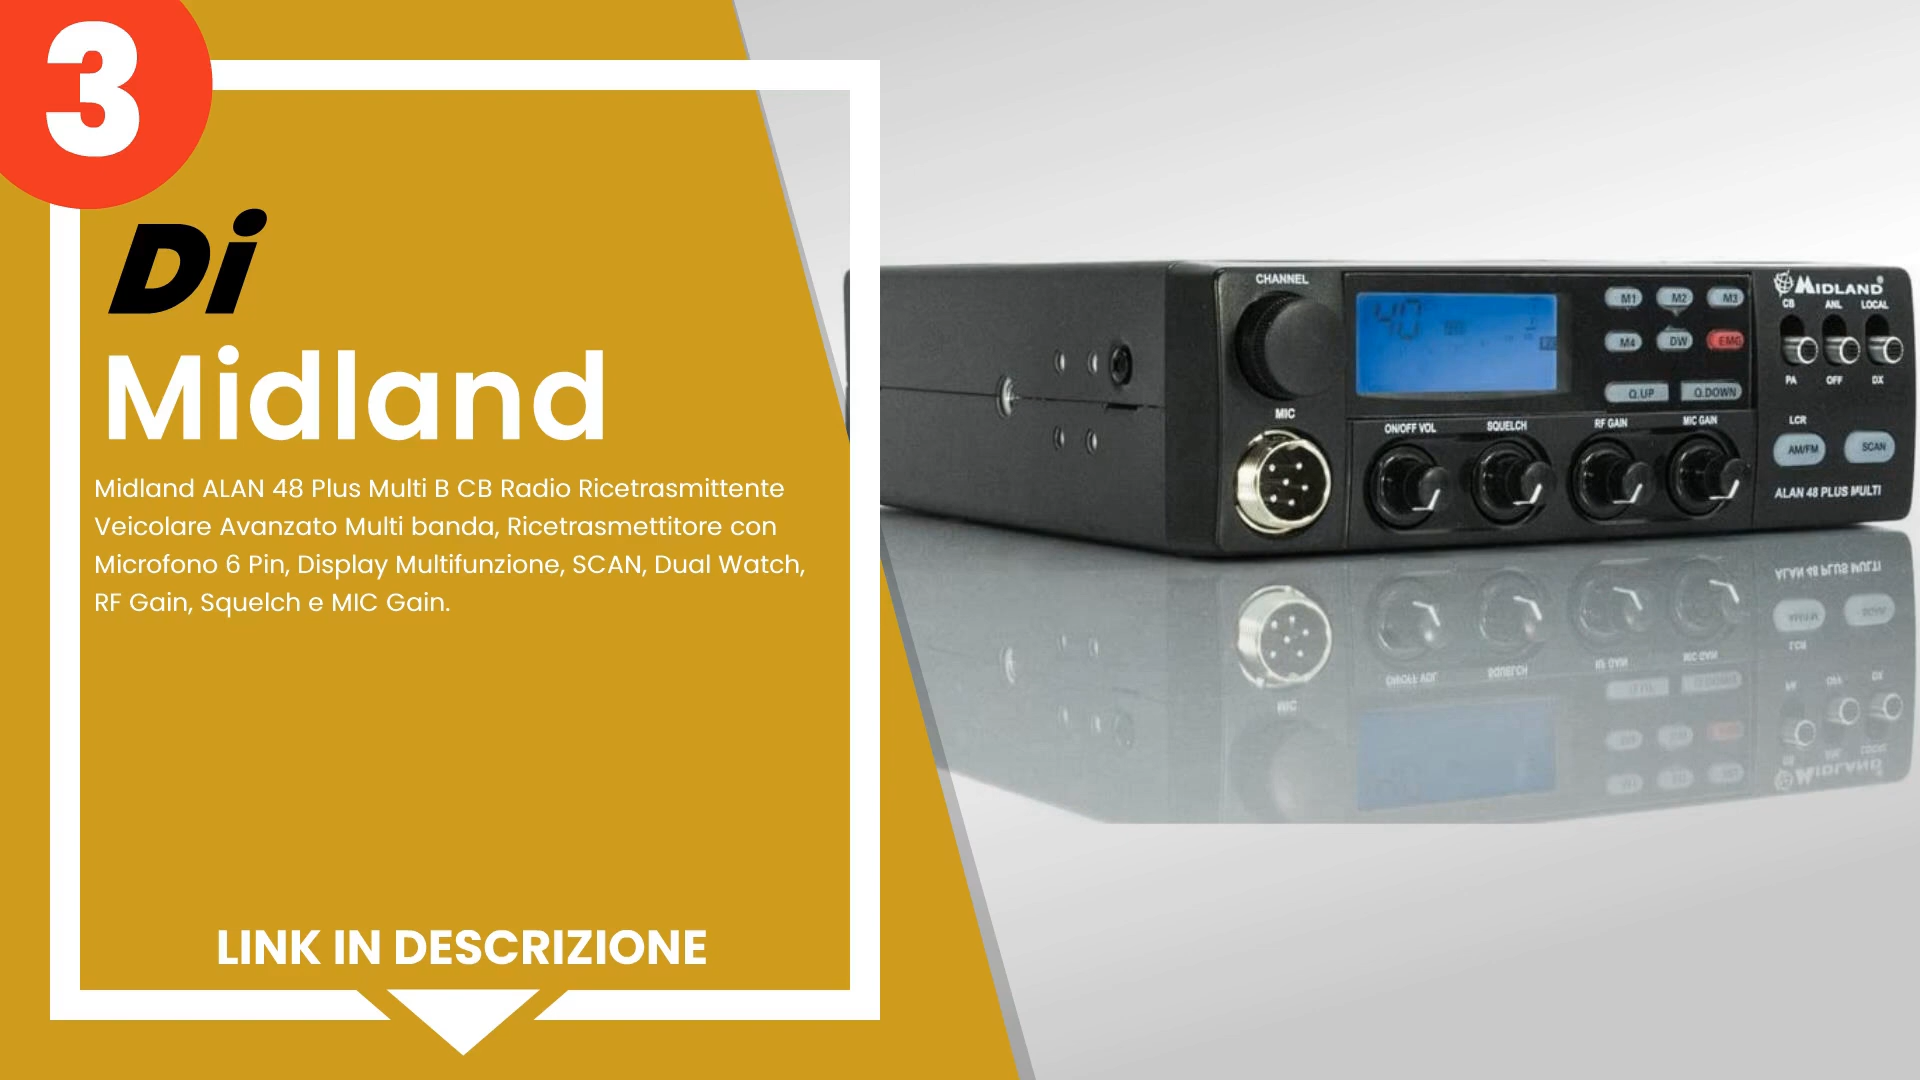 3
Di
Midland
Midland ALAN 48 Plus Multi B CB Radio Ricetrasmittente
Veicolare Avanzato Multi banda, Ricetrasmettitore con
Microfono 6 Pin, Display Multifunzione, SCAN, Dual Watch,
RF Gain, Squelch e MIC Gain.
LINK IN DESCRIZIONE
CHANNEL
MIC
40
M1 M2 M3
M4 DW EMG
Q.UP Q.DOWN
ON/OFF VOL SQUELCH RF GAIN MIC GAIN
MIDLAND®
CB ANL LOCAL
PA OFF DX
LCR
AM/FM SCAN
ALAN 48 PLUS MULTI